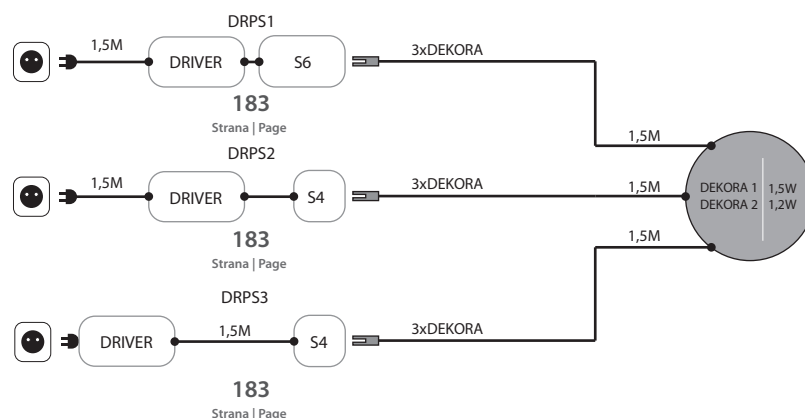 DRPS1
1,5M
DRIVER
S6
3xDEKORA
1,5M
183
Strana | Page
DRPS2
1,5M
DRIVER
S4
3xDEKORA
1,5M
183
Strana | Page
DEKORA 1 | 1,5W
DEKORA 2 | 1,2W
1,5M
DRPS3
DRIVER
1,5M
S4
3xDEKORA
183
Strana | Page